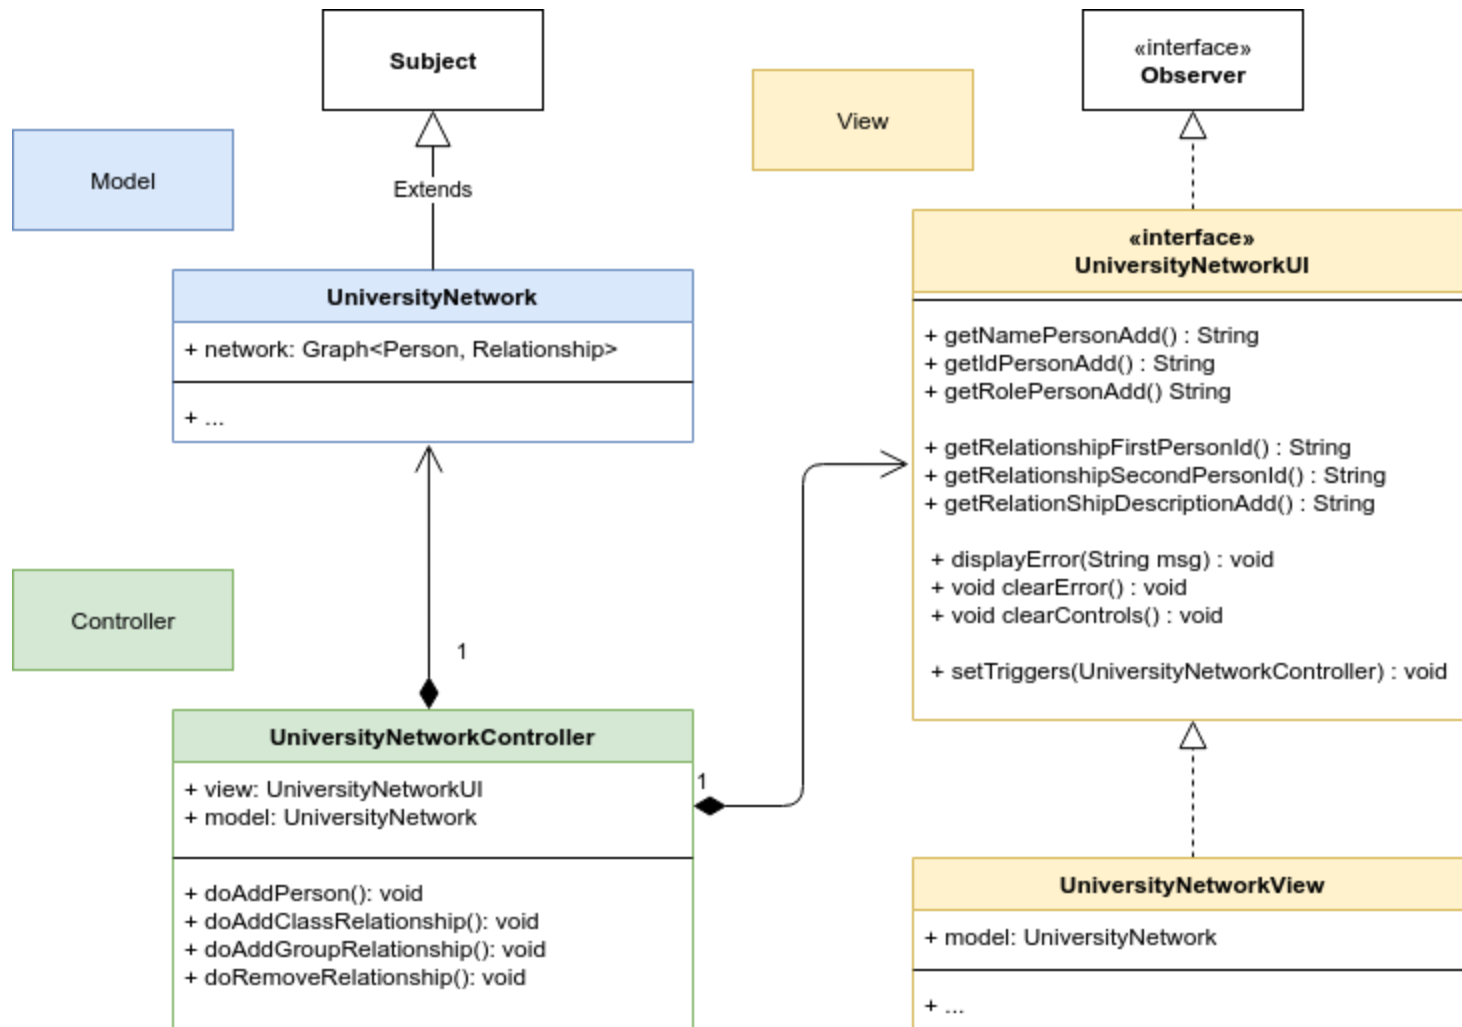 Subject
«interface»
Observer
View
Model
Extends
UniversityNetwork
+ network: Graph<Person, Relationship>
+ ...
«interface»
UniversityNetworkUI
+ getNamePersonAdd() : String
+ getIdPersonAdd() : String
+ getRolePersonAdd() String
+ getRelationshipFirstPersonId() : String
+ getRelationshipSecondPersonId() : String
+ getRelationShipDescriptionAdd() : String
+ displayError(String msg) : void
+ void clearError() : void
+ void clearControls() : void
+ setTriggers(UniversityNetworkController) : void
Controller
1
1
UniversityNetworkController
+ view: UniversityNetworkUI
+ model: UniversityNetwork
+ doAddPerson(): void
+ doAddClassRelationship(): void
+ doAddGroupRelationship(): void
+ doRemoveRelationship(): void
UniversityNetworkView
+ model: UniversityNetwork
+ ...